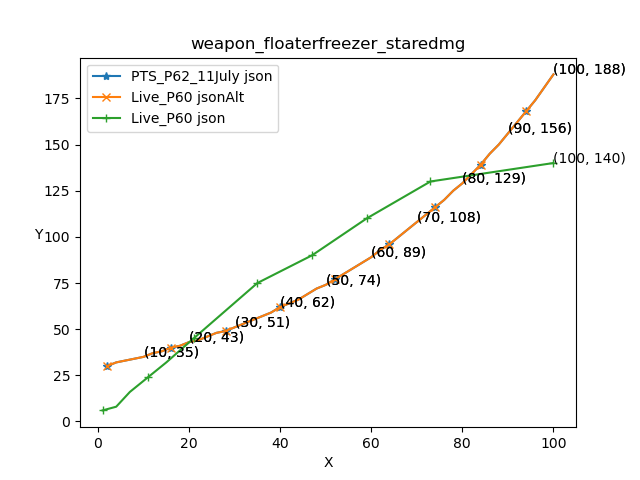 weapon_floaterfreezer_staredmg
PTS_P62_11July json
Live_P60 jsonAlt
Live_P60 json
(100, 188)
(90, 156)
(100, 140)
(80, 129)
(70, 108)
(60, 89)
(50, 74)
(40, 62)
(30, 51)
(20, 43)
(10, 35)
175
150
125
100
75
50
25
0
Y
0 20 40 60 80 100
X